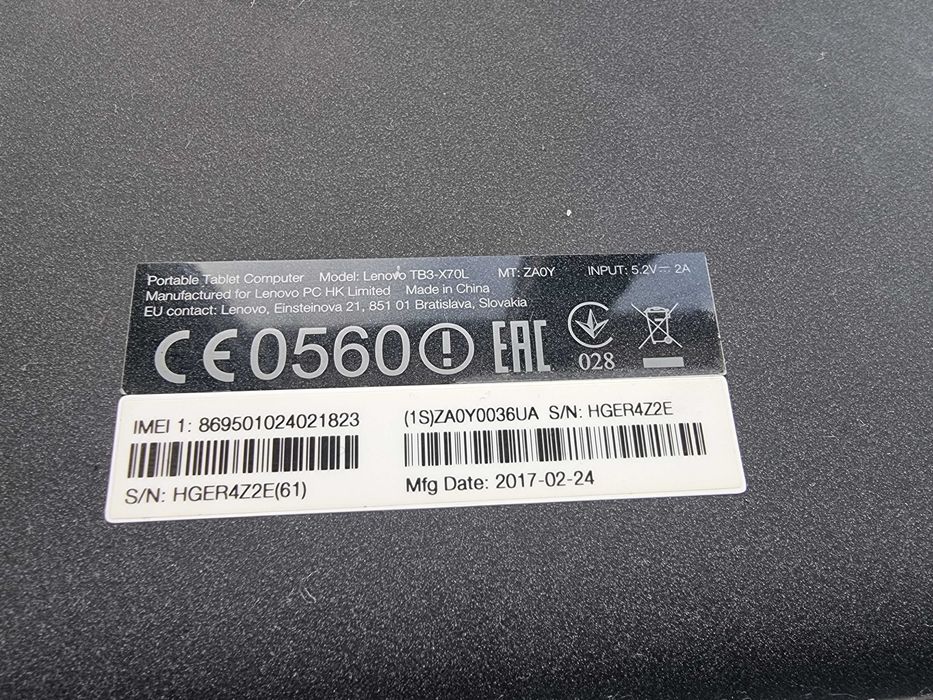 Portable Tablet Computer Model: Lenovo TB3-X70L MT: ZA0Y INPUT: 5.2V⎓ 2A
Manufactured for Lenovo PC HK Limited Made in China
EU contact: Lenovo, Einsteinova 21, 851 01 Bratislava, Slovakia
CE0560 ! EAC 028
IMEI 1: 869501024021823
S/N: HGER4Z2E(61)
(1S)ZA0Y0036UA S/N: HGER4Z2E
Mfg Date: 2017-02-24